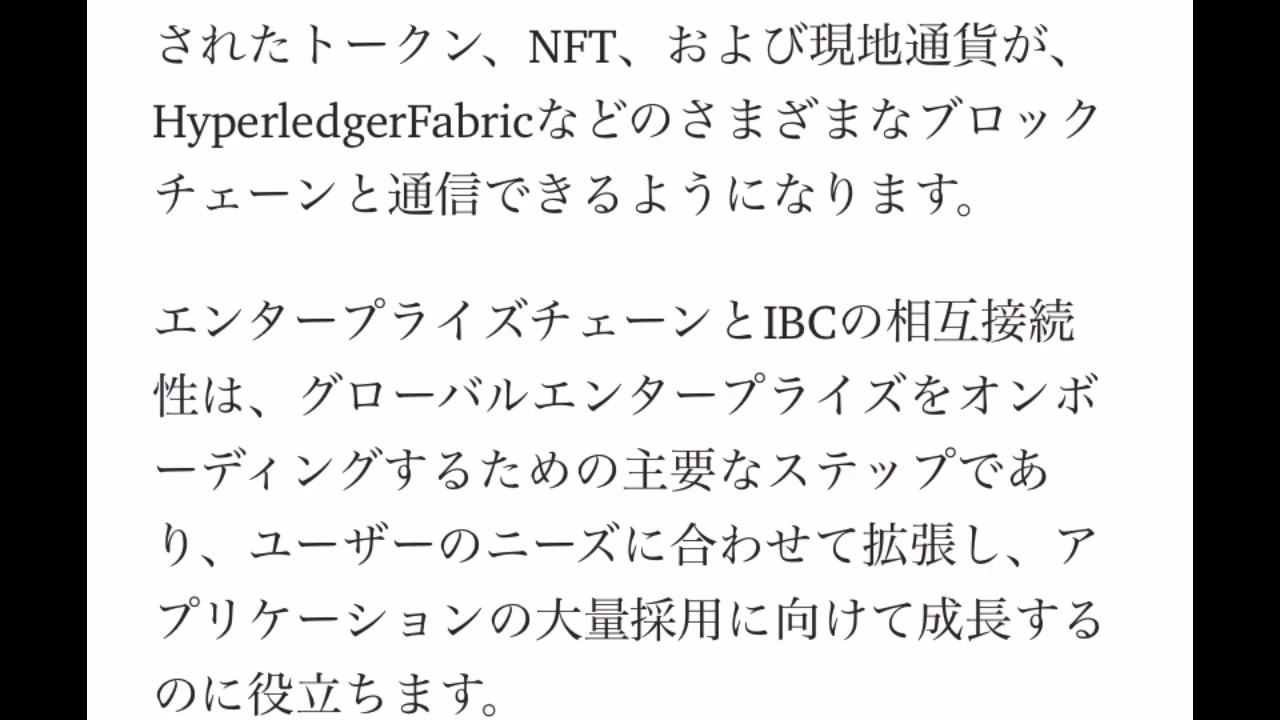 されたトークン、NFT、および現地通貨が、
HyperledgerFabricなどのさまざまなブロック
チェーンと通信できるようになります。
エンタープライズチェーンとIBCの相互接続
性は、グローバルエンタープライズをオンボ
ーディングするための主要なステップであ
り、ユーザーのニーズに合わせて拡張し、ア
プリケーションの大量採用に向けて成長する
のに役立ちます。